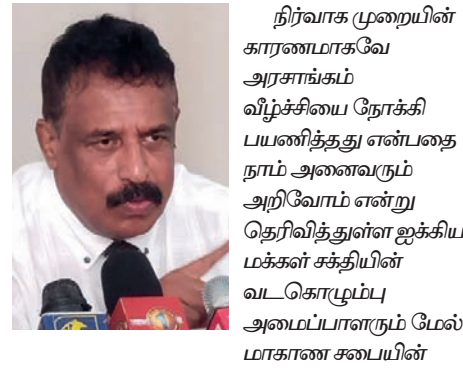 நிர்வாக முறையின்
காரணமாகவே
அரசாங்கம்
வீழ்ச்சியை நோக்கி
பயணித்தது என்பதை
நாம் அனைவரும்
அறிவோம் என்று
தெரிவித்துள்ள ஐக்கிய
மக்கள் சக்தியின்
வடகொழும்பு
அமைப்பாளரும் மேல்
மாகாண சபையின்